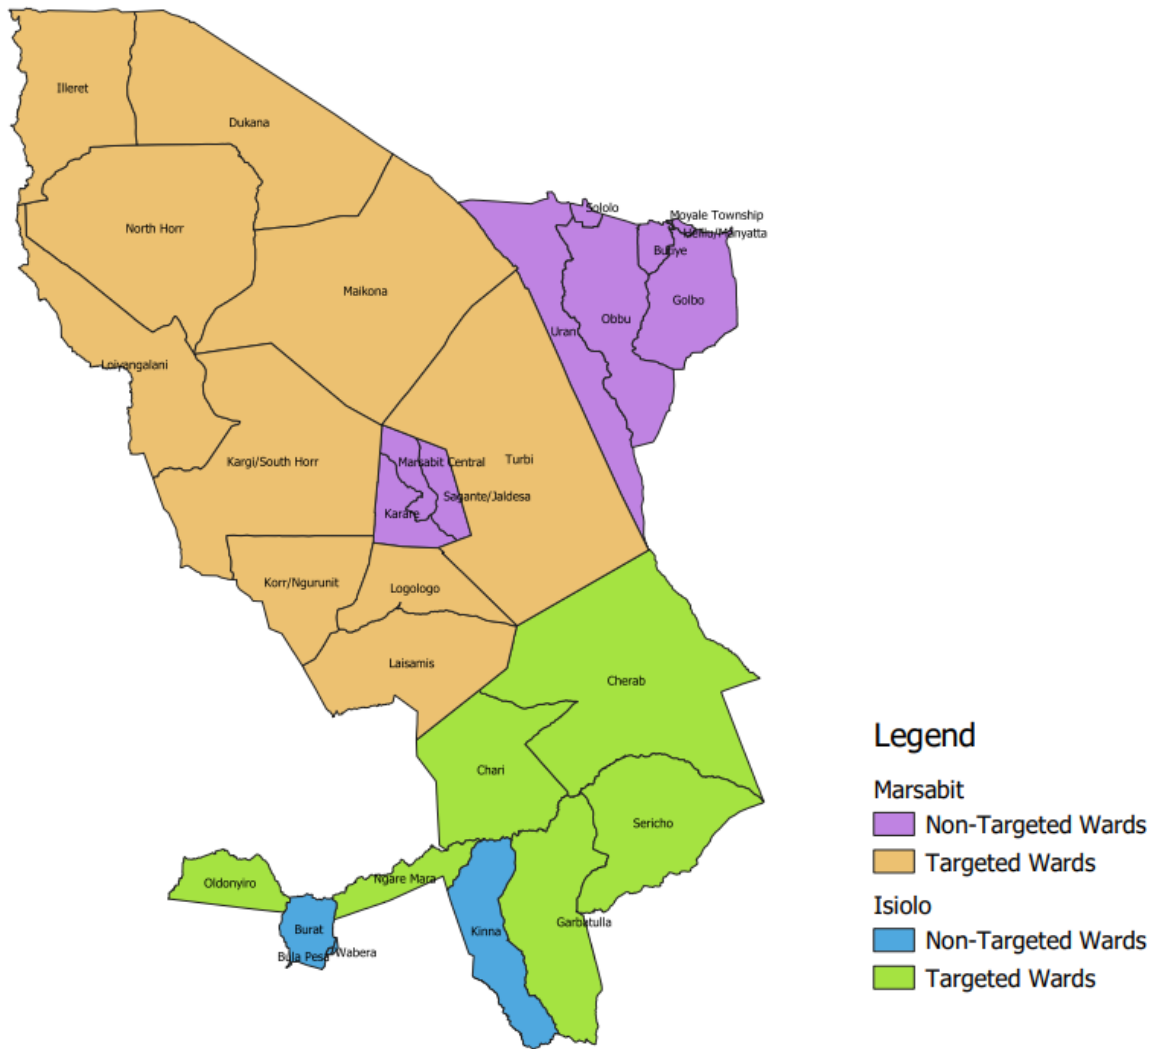 Illeret
Dukana
Sololo
Moyale Township
North Horr
Heillu/Manyatta
Butiye
Maikona
Golbo
Obbu
Uran
Loiyangalani
Kargi/South Horr
Marsabit Central
Turbi
Sagante/Jaldesa
Karare
Korr/Ngurunit
Logologo
Laisamis
Cherab
Chari
Sericho
Oldonyiro
Ngare Mara
Garbatulla
Burat
Kinna
Wabera
Bula Pesa
Legend
Marsabit
Non-Targeted Wards
Targeted Wards
Isiolo
Non-Targeted Wards
Targeted Wards